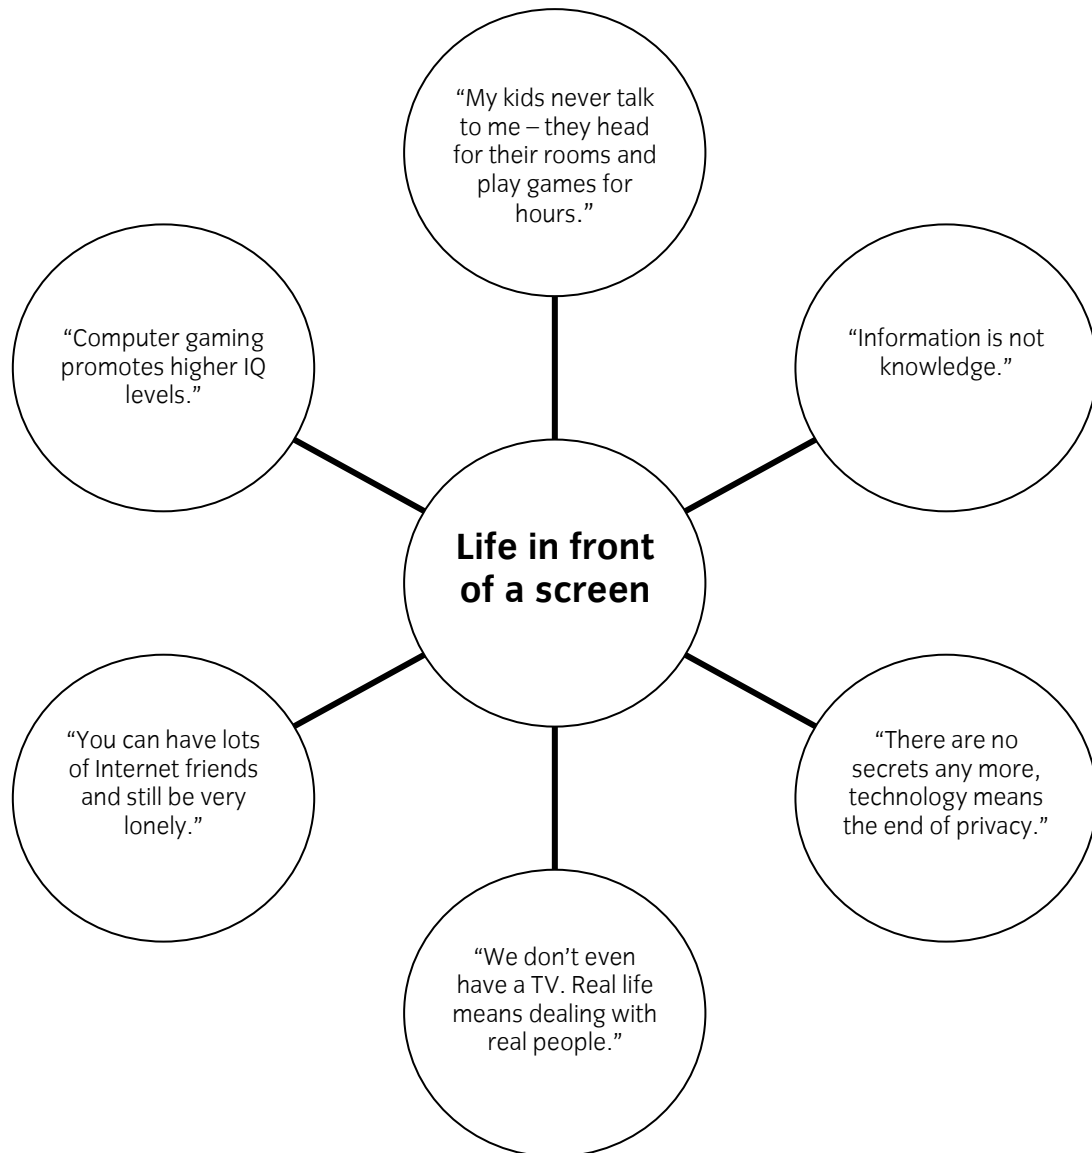 “My kids never talk
to me – they head
for their rooms and
play games for
hours.”
“Computer gaming
promotes higher IQ
levels.”
“Information is not
knowledge.”
Life in front
of a screen
“You can have lots
of Internet friends
and still be very
lonely.”
“There are no
secrets any more,
technology means
the end of privacy.”
“We don’t even
have a TV. Real life
means dealing with
real people.”